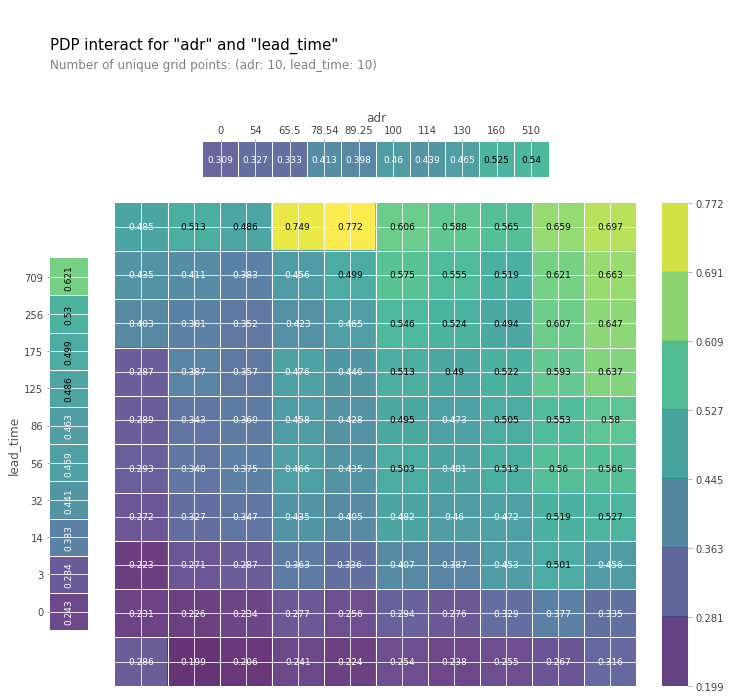 PDP interact for "adr" and "lead_time"
Number of unique grid points: (adr: 10, lead_time: 10)
adr
0 54 65.5 78.54 89.25 100 114 130 160 510
0.309 0.327 0.333 0.413 0.398 0.46 0.439 0.465 0.525 0.54
0.772
0.485 0.513 0.486 0.749 0.772 0.606 0.588 0.565 0.659 0.697
709 0.621 0.435 0.411 0.383 0.456 0.499 0.575 0.555 0.519 0.621 0.663
0.691
256 0.53 0.403 0.381 0.352 0.423 0.465 0.546 0.524 0.494 0.607 0.647
0.609
175 0.499 0.287 0.387 0.357 0.476 0.446 0.513 0.49 0.522 0.593 0.637
125 0.486
0.527
86 0.463 0.289 0.343 0.369 0.458 0.428 0.495 0.473 0.505 0.553 0.58
lead_time
56 0.459 0.293 0.348 0.375 0.466 0.435 0.503 0.481 0.513 0.56 0.566
0.445
32 0.441 0.272 0.327 0.347 0.435 0.405 0.482 0.46 0.472 0.519 0.527
14 0.383
0.363
3 0.284 0.223 0.271 0.287 0.363 0.336 0.407 0.387 0.453 0.501 0.456
0 0.243 0.231 0.226 0.234 0.277 0.256 0.294 0.276 0.329 0.377 0.335
0.281
0.286 0.199 0.206 0.241 0.224 0.254 0.238 0.255 0.267 0.316
0.199